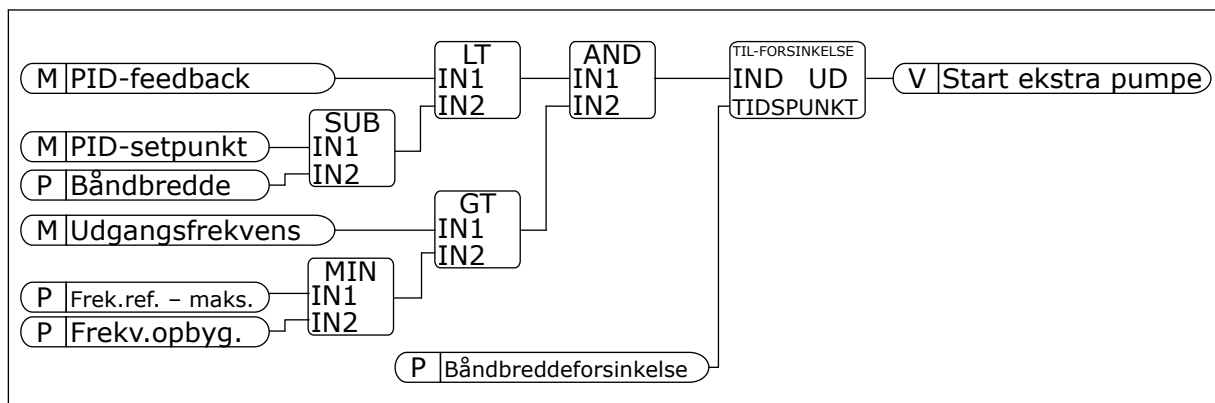 LT
AND
TIL-FORSINKELSE
M PID-feedback
IN1
IN1
IND UD
V Start ekstra pumpe
IN2
IN2
TIDSPUNKT
SUB
M PID-setpunkt
IN1
P Båndbredde
IN2
GT
M Udgangsfrekvens
IN1
IN2
MIN
P Frek.ref. – maks.
IN1
P Frekv.opbyg.
IN2
P Båndbreddeforsinkelse